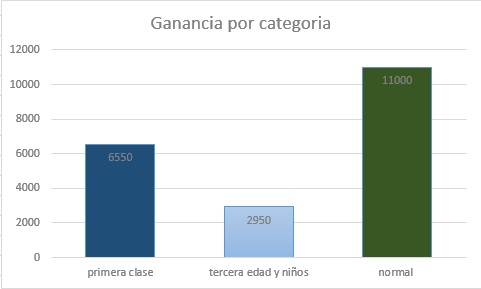 Ganancia por categoria
12000
10000
8000
6000
4000
2000
0
6550
2950
11000
primera clase
tercera edad y niños
normal